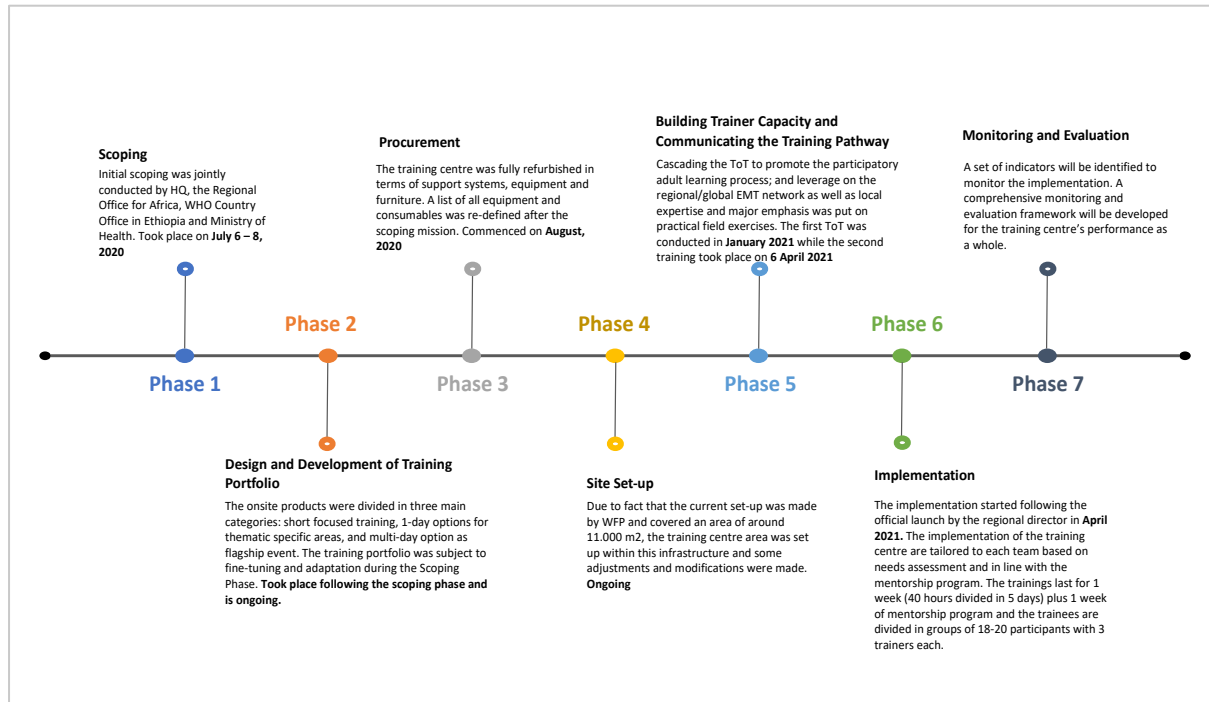 Scoping
Initial scoping was jointly
conducted by HQ, the Regional
Office for Africa, WHO Country
Office in Ethiopia and Ministry of
Health. Took place on July 6 – 8,
2020
Procurement
The training centre was fully refurbished in
terms of support systems, equipment and
furniture. A list of all equipment and
consumables was re-defined after the
scoping mission. Commenced on August,
2020
Building Trainer Capacity and
Communicating the Training Pathway
Cascading the ToT to promote the participatory
adult learning process; and leverage on the
regional/global EMT network as well as local
expertise and major emphasis was put on
practical field exercises. The first ToT was
conducted in January 2021 while the second
training took place on 6 April 2021
Monitoring and Evaluation
A set of indicators will be identified to
monitor the implementation. A
comprehensive monitoring and
evaluation framework will be developed
for the training centre's performance as
a whole.
Phase 2
Phase 4
Phase 6
Phase 1
Phase 3
Phase 5
Phase 7
Design and Development of Training
Portfolio
The onsite products were divided in three main
categories: short focused training, 1-day options for
thematic specific areas, and multi-day option as
flagship event. The training portfolio was subject to
fine-tuning and adaptation during the Scoping
Phase. Took place following the scoping phase and
is ongoing.
Site Set-up
Due to fact that the current set-up was made
by WFP and covered an area of around
11.000 m2, the training centre area was set
up within this infrastructure and some
adjustments and modifications were made.
Ongoing
Implementation
The implementation started following the
official launch by the regional director in April
2021. The implementation of the training
centre are tailored to each team based on
needs assessment and in line with the
mentorship program. The trainings last for 1
week (40 hours divided in 5 days) plus 1 week
of mentorship program and the trainees are
divided in groups of 18-20 participants with 3
trainers each.